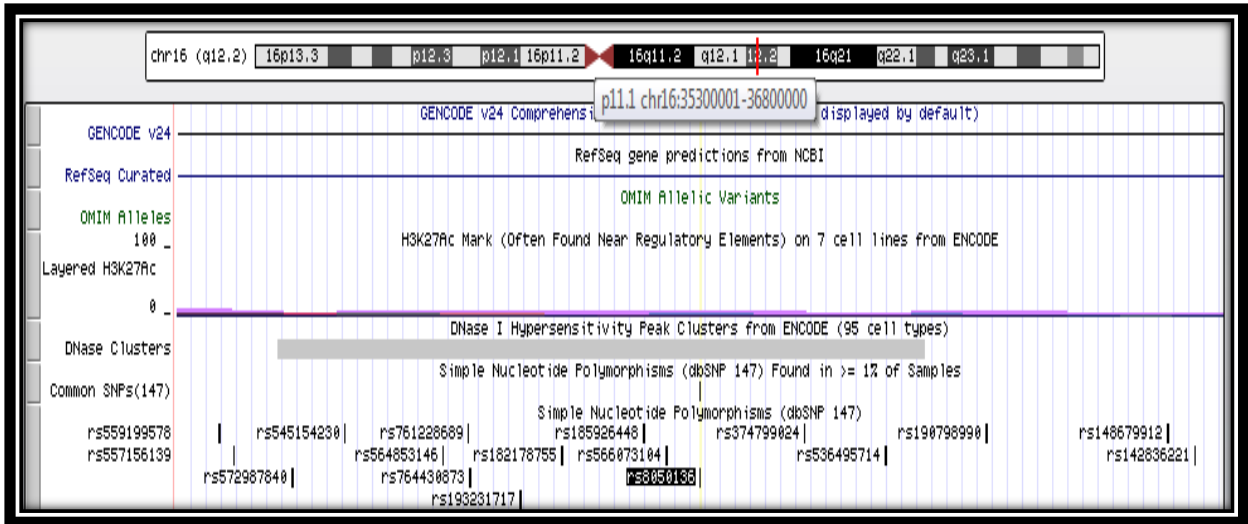 chr16 (q12.2) 16p13.3 p12.3 p12.1 16p11.2 16q11.2 q12.1 12.2 16q21 q22.1 q23.1
p11.1 chr16:35300001-36800000
GENCODE v24 Comprehensi displayed by default)
GENCODE v24
RefSeq gene predictions from NCBI
RefSeq Curated
OMIM Allelic Variants
OMIM Alleles
100 _
H3K27Ac Mark (Often Found Near Regulatory Elements) on 7 cell lines from ENCODE
Layered H3K27Ac
0 _
DNase I Hypersensitivity Peak Clusters from ENCODE (95 cell types)
DNase Clusters
Simple Nucleotide Polymorphisms (dbSNP 147) Found in >= 1% of Samples
Common SNPs(147)
Simple Nucleotide Polymorphisms (dbSNP 147)
rs559199578 rs545154230 rs761228689 rs185926448 rs374799024 rs190798990 rs148679912
rs557156139 rs564853146 rs182178755 rs566073104 rs536495714 rs142836221
rs572987840 rs764430873 rs8050136
rs193231717